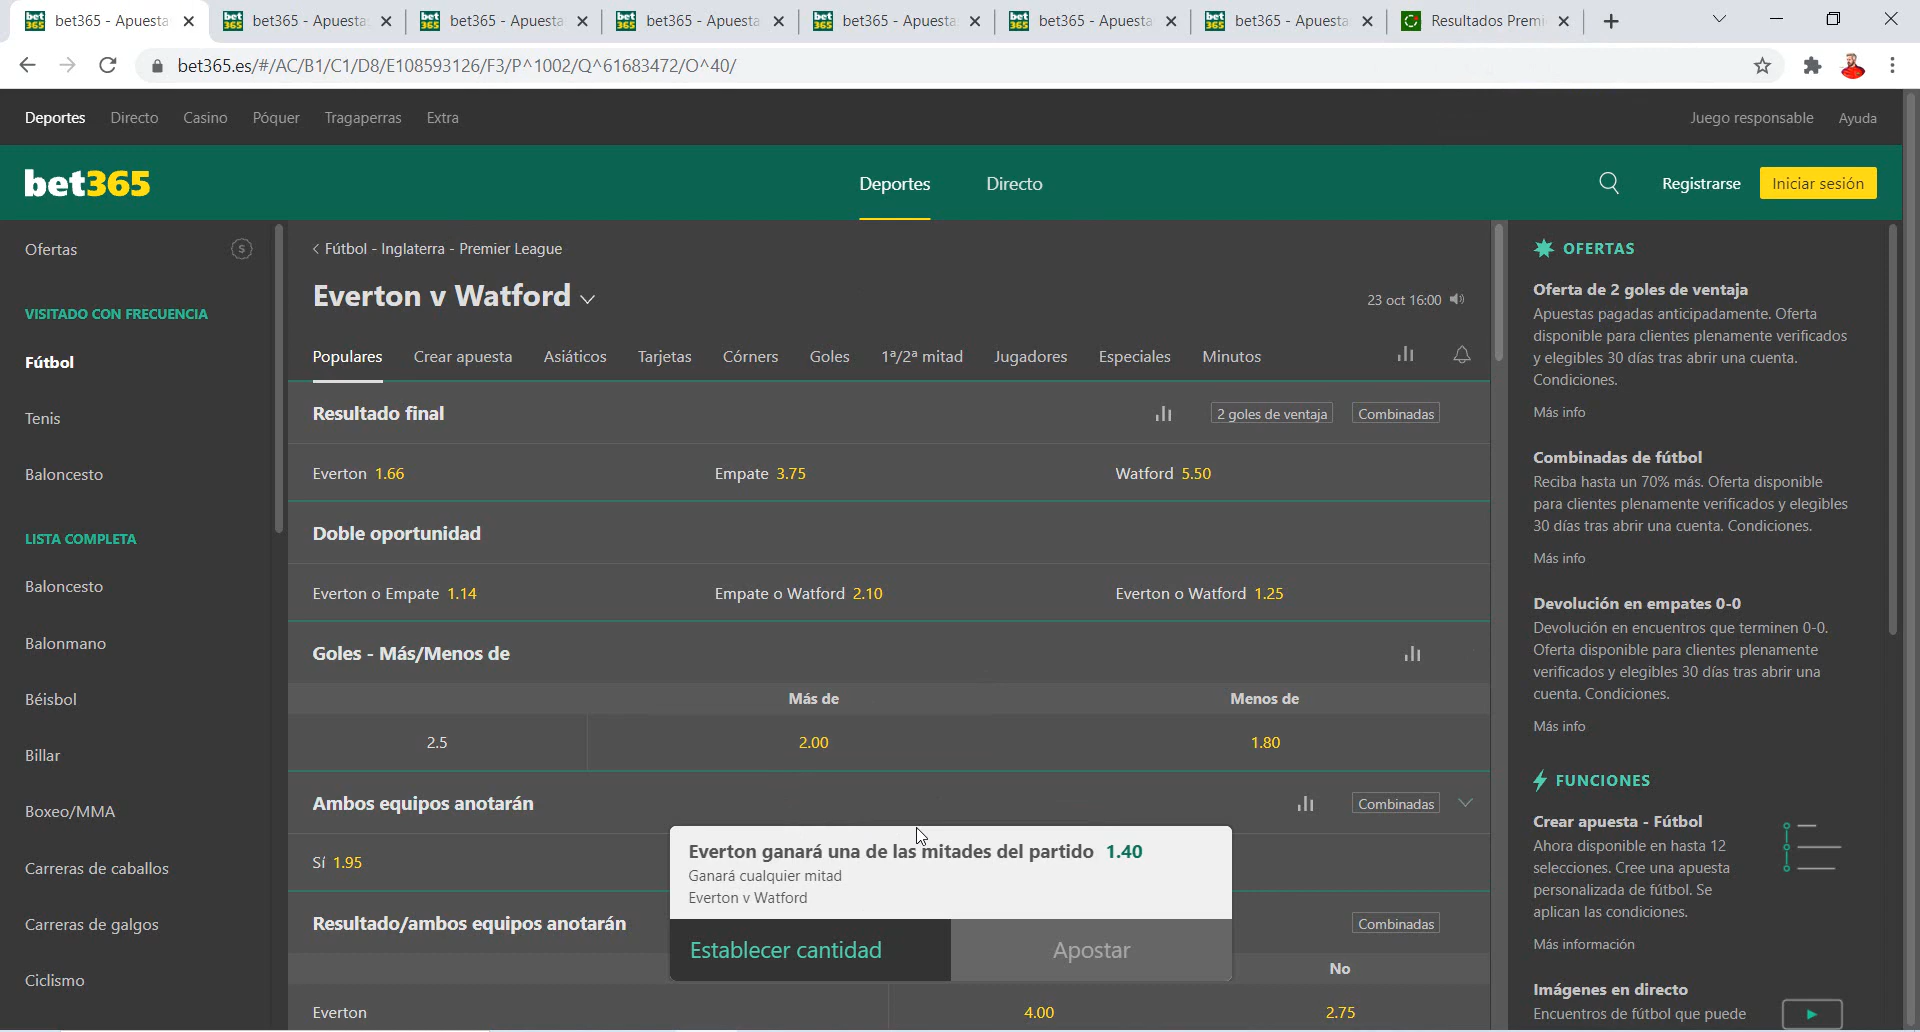 bet365 - Apuesta
bet365 - Apuesta
bet365 - Apuesta
bet365 - Apuesta
bet365 - Apuesta
bet365 - Apuesta
bet365 - Apuesta
Resultados Premi
bet365.es/#/AC/B1/C1/D8/E108593126/F3/P^1002/Q^61683472/O^40/
Deportes Directo Casino Póquer Tragaperras Extra
Juego responsable Ayuda
bet365
Deportes Directo
Registrarse Iniciar sesión
Ofertas
VISITADO CON FRECUENCIA
Fútbol
Tenis
Baloncesto
LISTA COMPLETA
Baloncesto
Balonmano
Béisbol
Billar
Boxeo/MMA
Carreras de caballos
Carreras de galgos
Ciclismo
< Fútbol - Inglaterra - Premier League
Everton v Watford
23 oct 16:00
Populares Crear apuesta Asiáticos Tarjetas Córners Goles 1ª/2ª mitad Jugadores Especiales Minutos
Resultado final 2 goles de ventaja Combinadas
Everton 1.66 Empate 3.75 Watford 5.50
Doble oportunidad
Everton o Empate 1.14 Empate o Watford 2.10 Everton o Watford 1.25
Goles - Más/Menos de
Más de Menos de
2.5 2.00 1.80
Ambos equipos anotarán Combinadas
Sí 1.95
Resultado/ambos equipos anotarán Combinadas
No
Everton 4.00 2.75
Everton ganará una de las mitades del partido 1.40
Ganará cualquier mitad
Everton v Watford
Establecer cantidad Apostar
OFERTAS
Oferta de 2 goles de ventaja
Apuestas pagadas anticipadamente. Oferta
disponible para clientes plenamente verificados
y elegibles 30 días tras abrir una cuenta.
Condiciones.
Más info
Combinadas de fútbol
Reciba hasta un 70% más. Oferta disponible
para clientes plenamente verificados y elegibles
30 días tras abrir una cuenta. Condiciones.
Más info
Devolución en empates 0-0
Devolución en encuentros que terminen 0-0.
Oferta disponible para clientes plenamente
verificados y elegibles 30 días tras abrir una
cuenta. Condiciones.
Más info
FUNCIONES
Crear apuesta - Fútbol
Ahora disponible en hasta 12
selecciones. Cree una apuesta
personalizada de fútbol. Se
aplican las condiciones.
Más información
Imágenes en directo
Encuentros de fútbol que puede